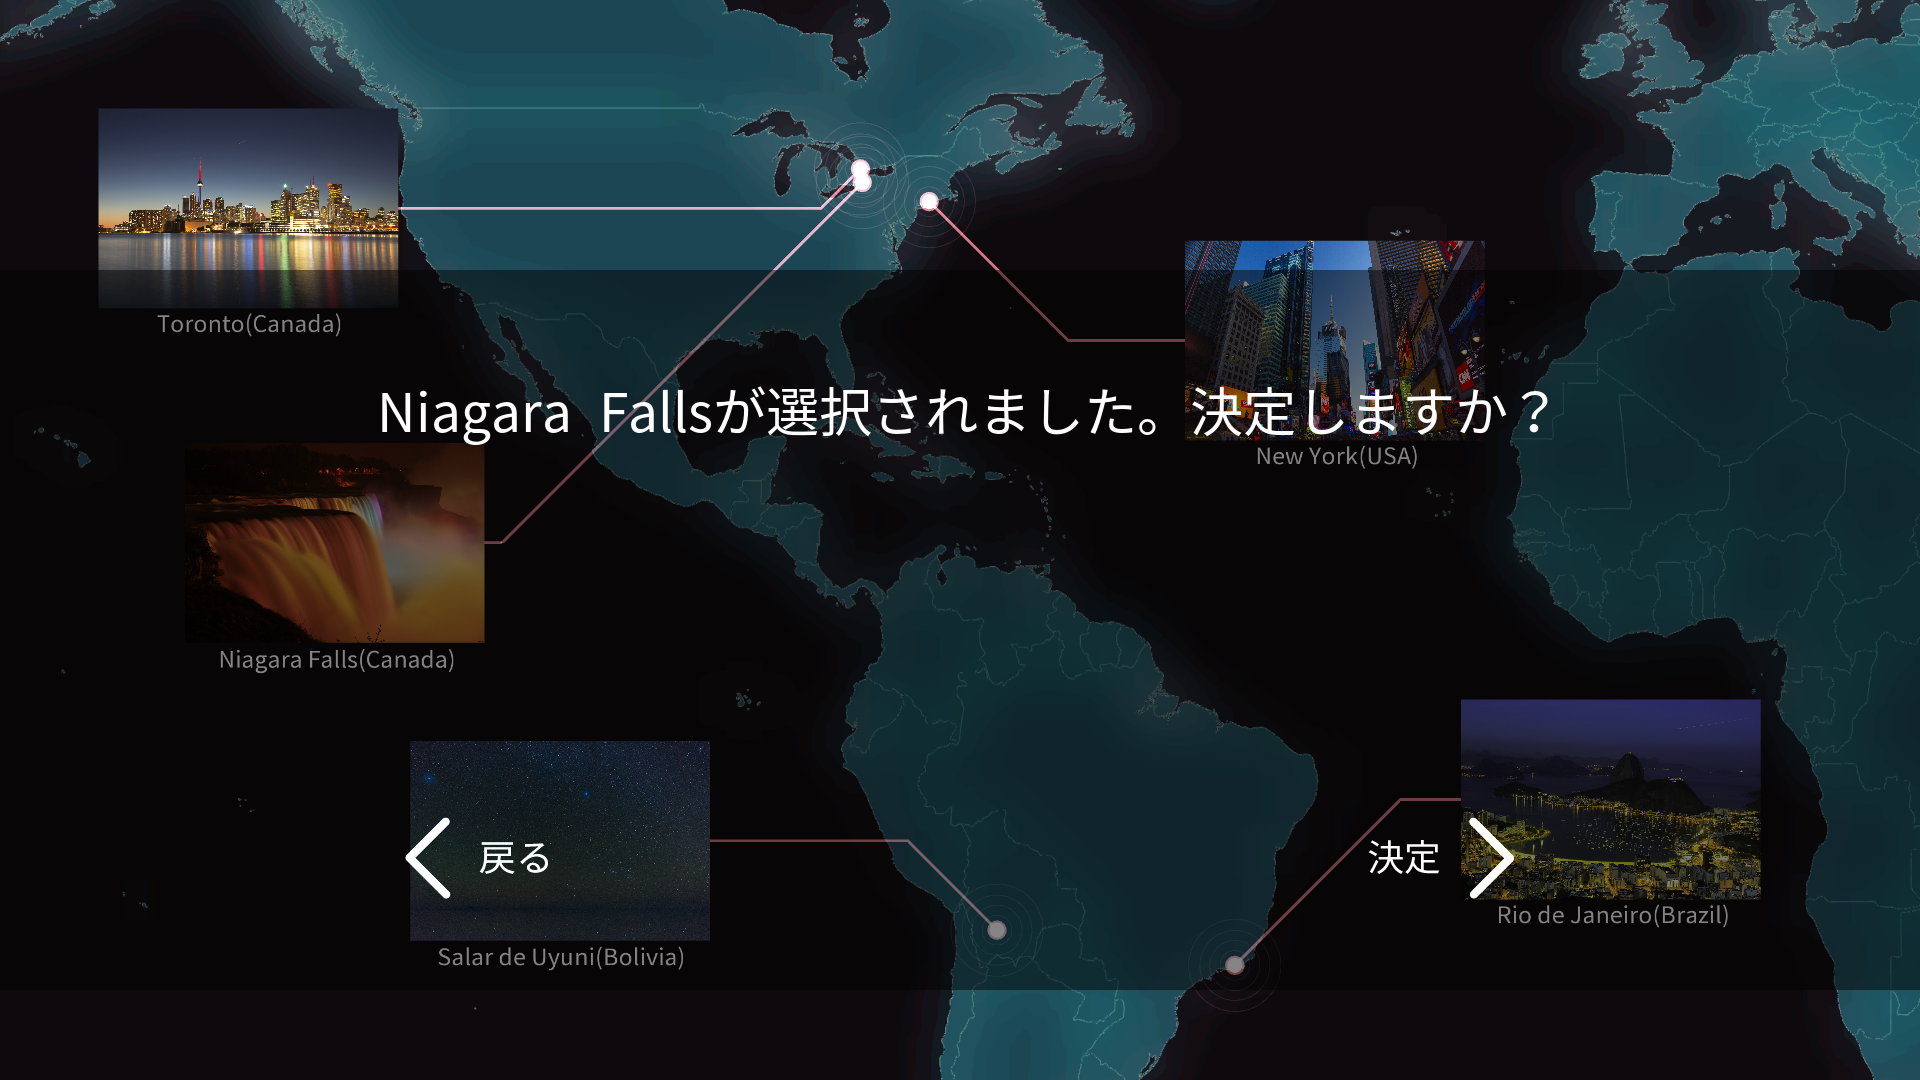 Toronto(Canada)
Niagara Fallsが選択されました。決定しますか？
New York(USA)
Niagara Falls(Canada)
戻る
決定
Rio de Janeiro(Brazil)
Salar de Uyuni(Bolivia)